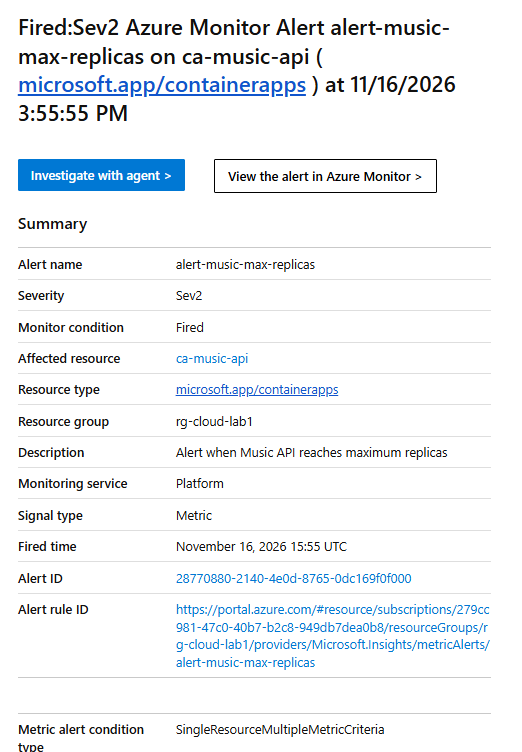 Fired:Sev2 Azure Monitor Alert alert-music-
max-replicas on ca-music-api (
microsoft.app/containerapps ) at 11/16/2026
3:55:55 PM
Investigate with agent >
View the alert in Azure Monitor >
Summary
Alert name alert-music-max-replicas
Severity Sev2
Monitor condition Fired
Affected resource ca-music-api
Resource type microsoft.app/containerapps
Resource group rg-cloud-lab1
Description Alert when Music API reaches maximum replicas
Monitoring service Platform
Signal type Metric
Fired time November 16, 2026 15:55 UTC
Alert ID 28770880-2140-4e0d-8765-0dc169f0f000
Alert rule ID https://portal.azure.com/#resource/subscriptions/279cc
981-47c0-40b7-b2c8-949db7dea0b8/resourceGroups/r
g-cloud-lab1/providers/Microsoft.Insights/metricAlerts/
alert-music-max-replicas
Metric alert condition SingleResourceMultipleMetricCriteria
type